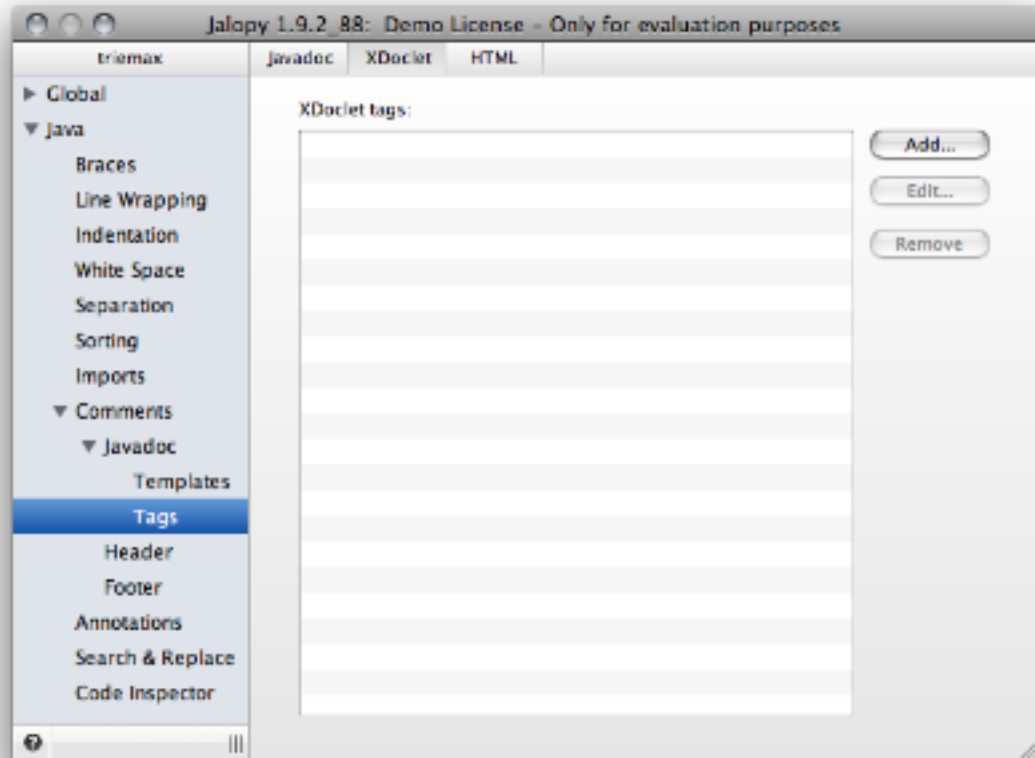 Jalopy 1.9.2_88:  Demo License – Only for evaluation purposes
triemax
Javadoc XDoclet HTML
Global
Java
Braces
Line Wrapping
Indentation
White Space
Separation
Sorting
Imports
Comments
Javadoc
Templates
Tags
Header
Footer
Annotations
Search & Replace
Code Inspector
XDoclet tags:
Add...
Edit...
Remove